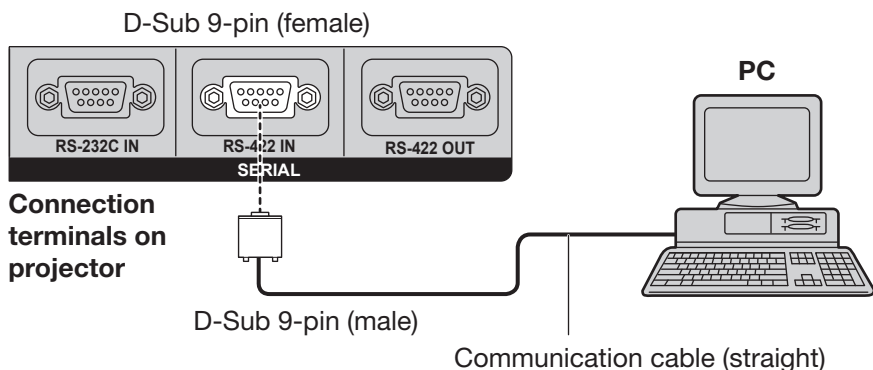 D-Sub 9-pin (female)
PC
RS-232C IN
RS-422 IN
RS-422 OUT
SERIAL
Connection
terminals on
projector
D-Sub 9-pin (male)
Communication cable (straight)